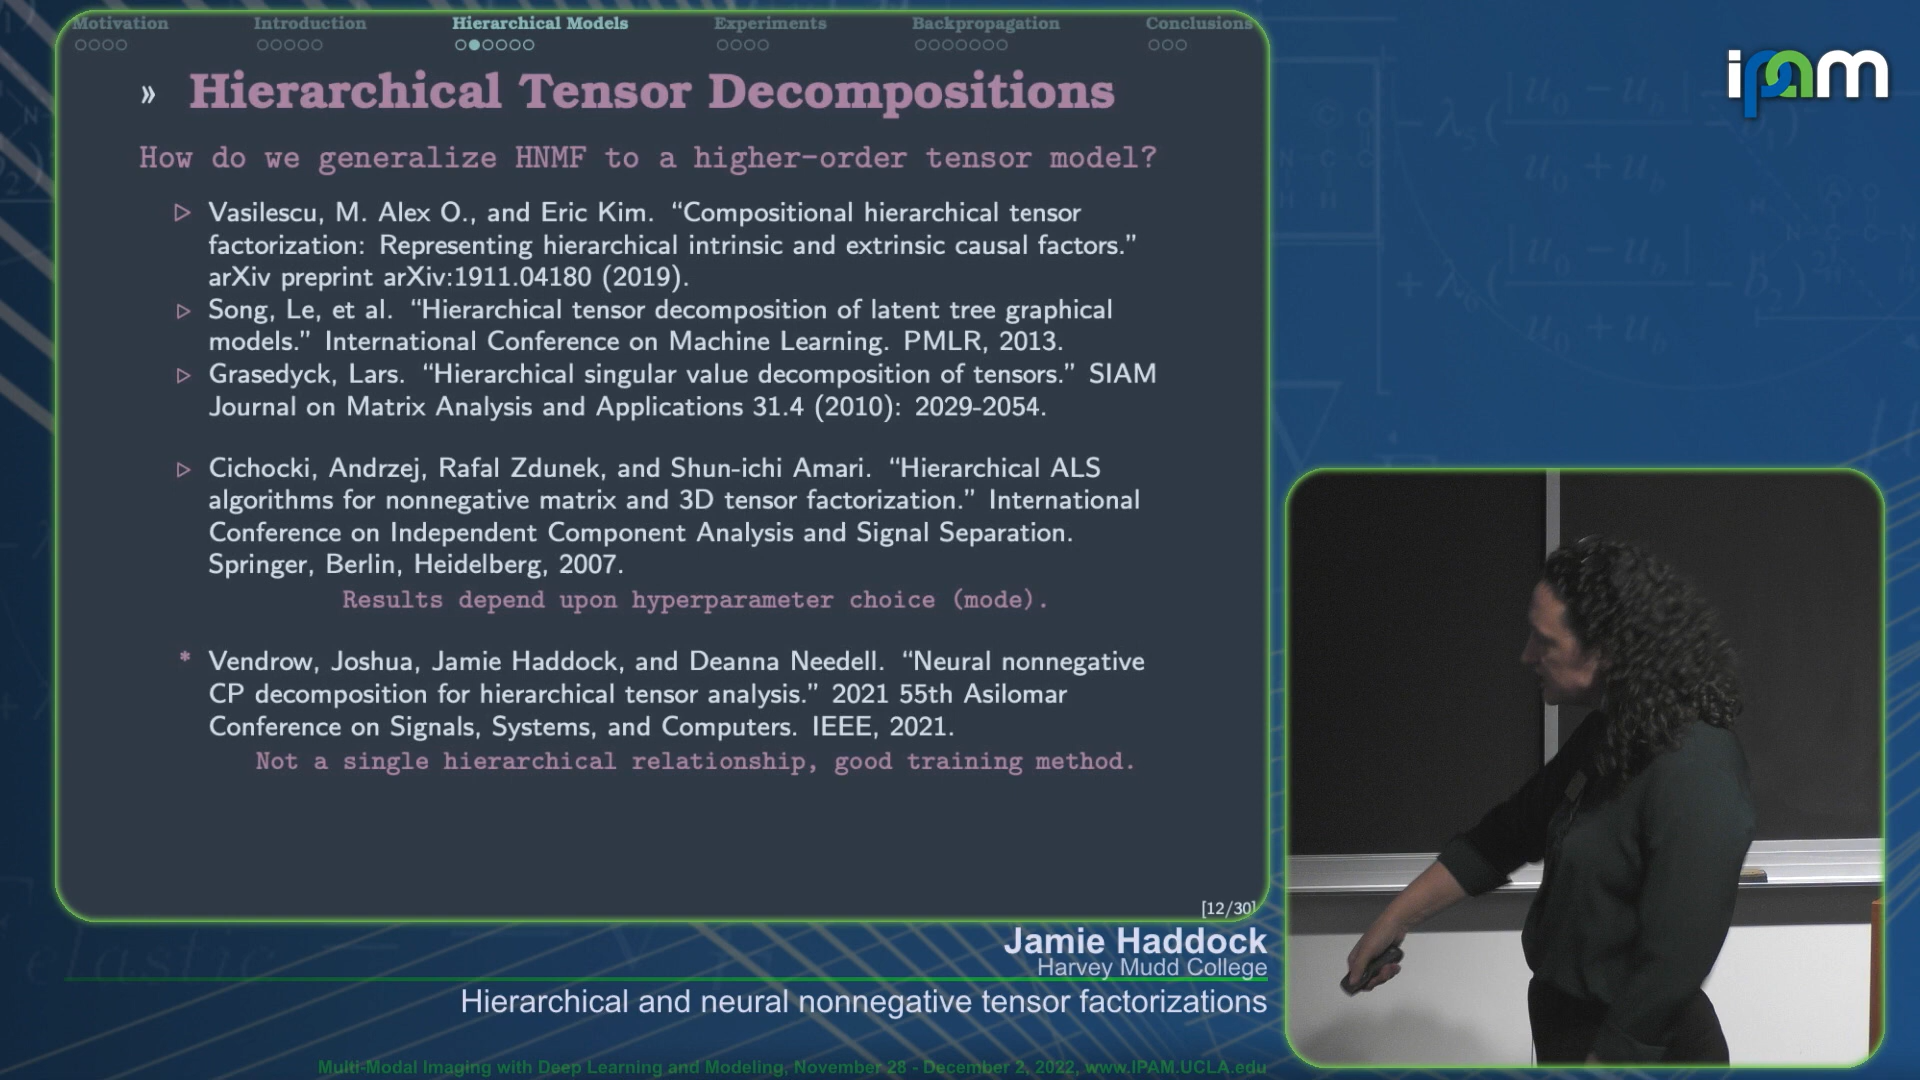 Motivation Introduction Hierarchical Models Experiments Backpropagation Conclusions
» Hierarchical Tensor Decompositions
How do we generalize HNMF to a higher-order tensor model?
▷ Vasilescu, M. Alex O., and Eric Kim. “Compositional hierarchical tensor
factorization: Representing hierarchical intrinsic and extrinsic causal factors.”
arXiv preprint arXiv:1911.04180 (2019).
▷ Song, Le, et al. “Hierarchical tensor decomposition of latent tree graphical
models.” International Conference on Machine Learning. PMLR, 2013.
▷ Grasedyck, Lars. “Hierarchical singular value decomposition of tensors.” SIAM
Journal on Matrix Analysis and Applications 31.4 (2010): 2029-2054.
▷ Cichocki, Andrzej, Rafal Zdunek, and Shun-ichi Amari. “Hierarchical ALS
algorithms for nonnegative matrix and 3D tensor factorization.” International
Conference on Independent Component Analysis and Signal Separation.
Springer, Berlin, Heidelberg, 2007.
Results depend upon hyperparameter choice (mode).
* Vendrow, Joshua, Jamie Haddock, and Deanna Needell. “Neural nonnegative
CP decomposition for hierarchical tensor analysis.” 2021 55th Asilomar
Conference on Signals, Systems, and Computers. IEEE, 2021.
Not a single hierarchical relationship, good training method.
[12/30]
ipam
Jamie Haddock
Harvey Mudd College
Hierarchical and neural nonnegative tensor factorizations
Multi-Modal Imaging with Deep Learning and Modeling, November 28 - December 2, 2022, www.IPAM.UCLA.edu
elastic